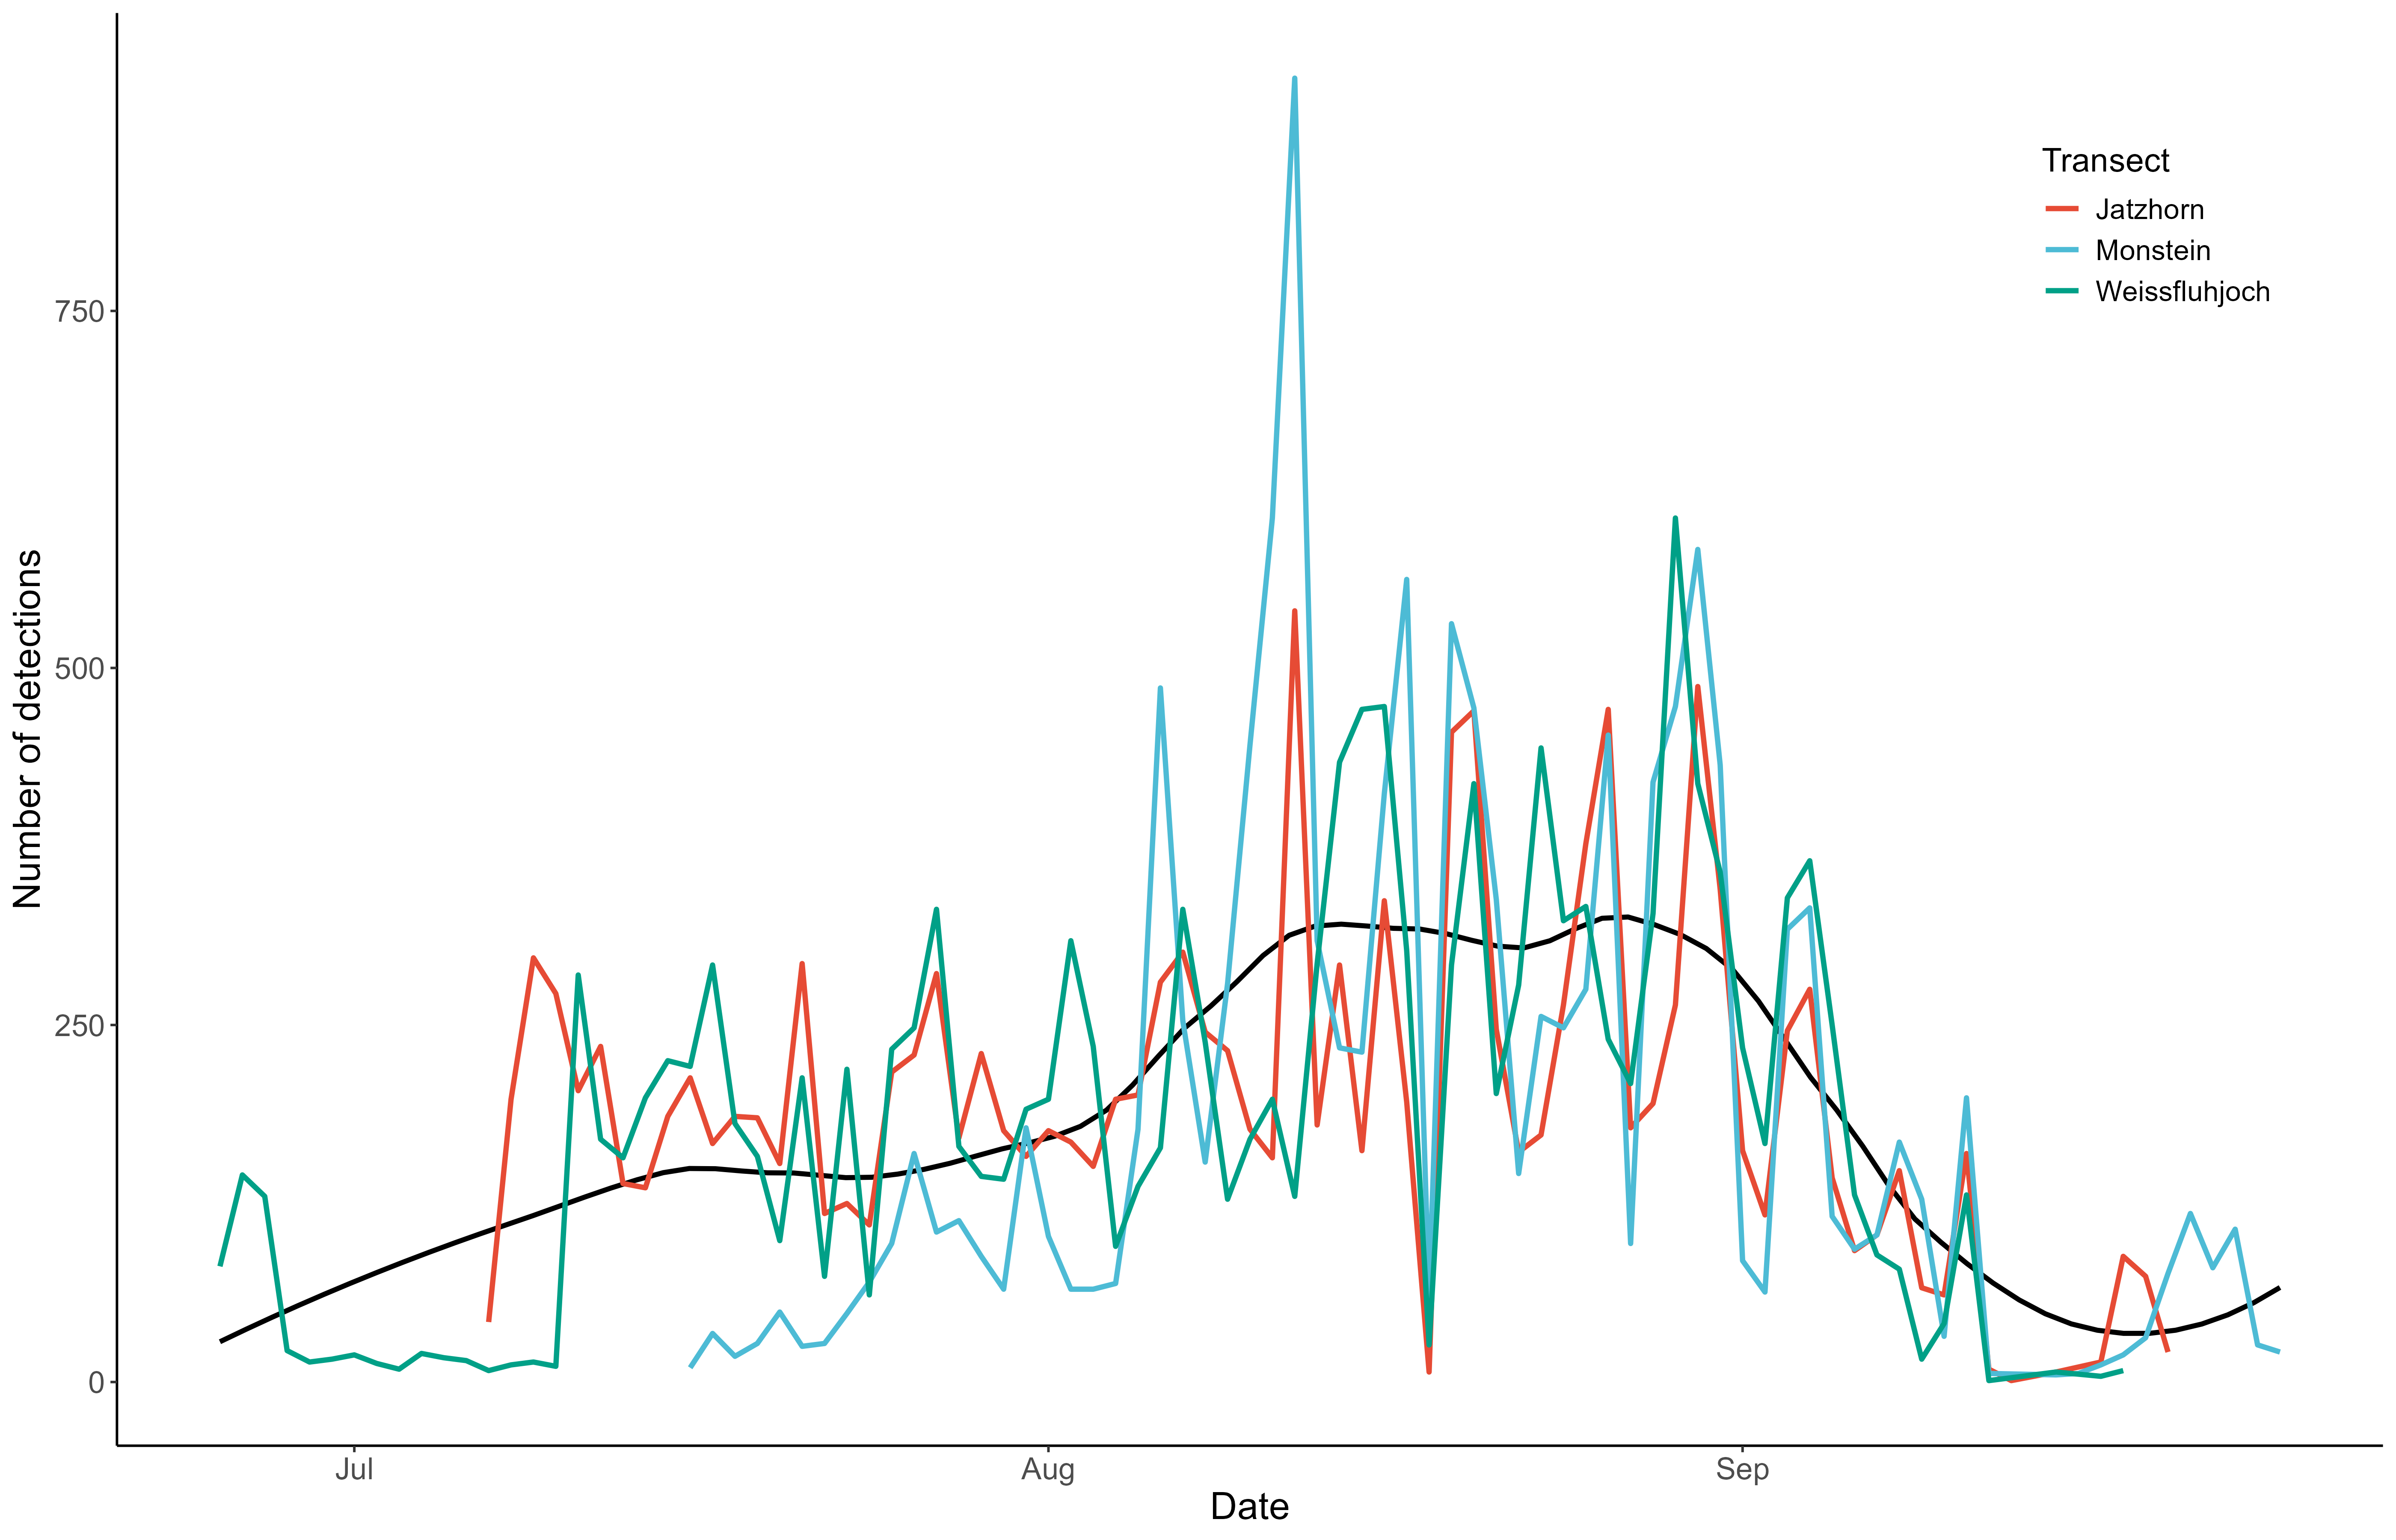 Number of detections
750
500
250
0
Transect
Jatzhorn
Monstein
Weissfluhjoch
Jul
Aug
Sep
Date